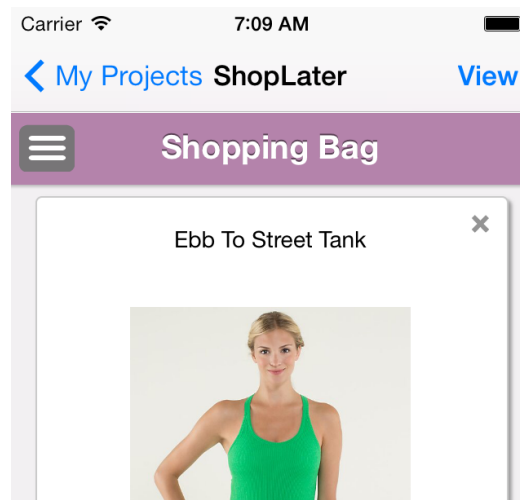 Carrier 7:09 AM
My Projects ShopLater View
Shopping Bag
Ebb To Street Tank